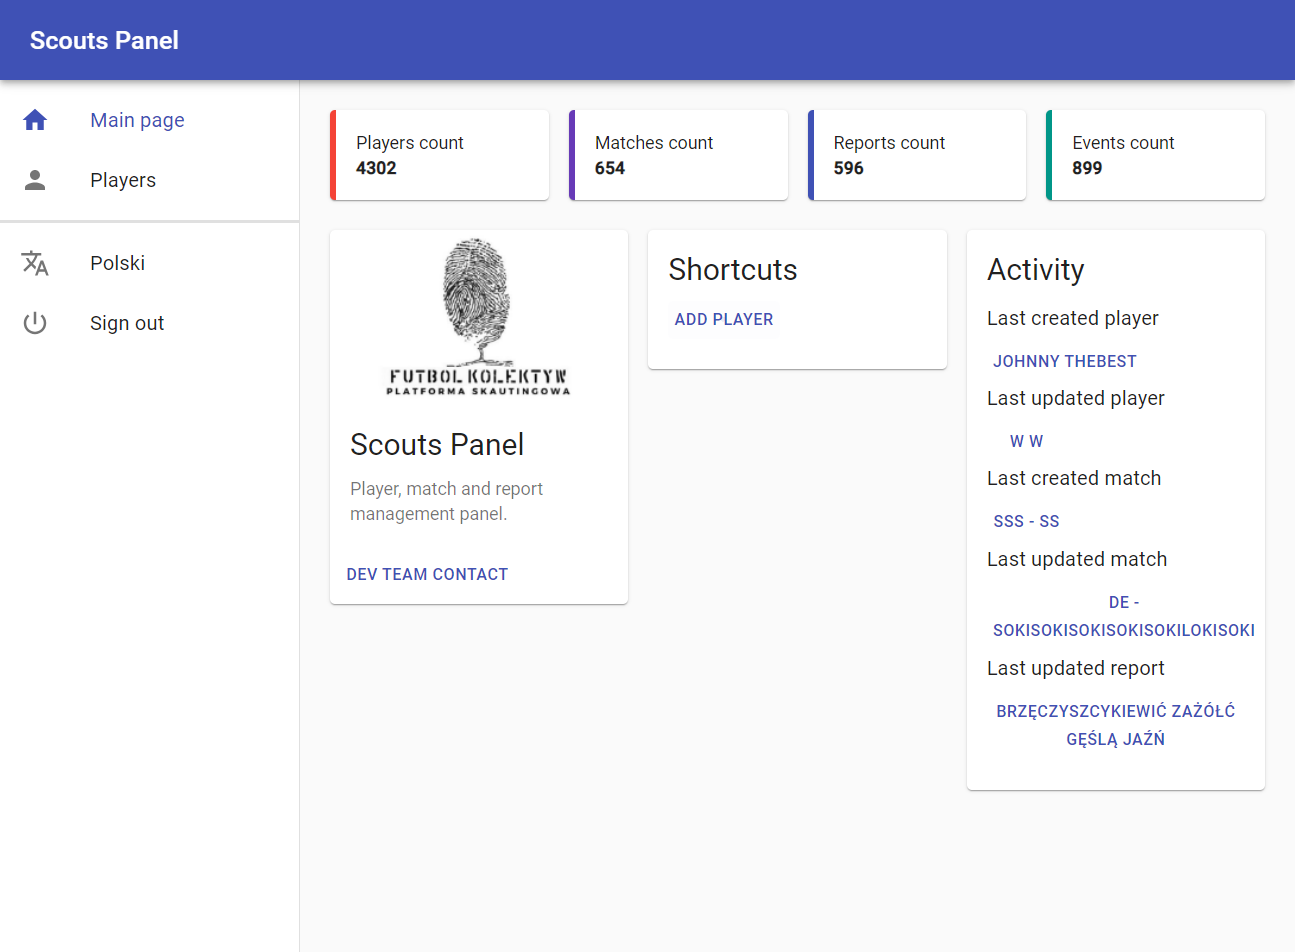 Scouts Panel
Main page
Players
Polski
Sign out
Players count
4302
Matches count
654
Reports count
596
Events count
899
FUTBOL KOLEKTYW
PLATFORMA SKAUTINGOWA
Scouts Panel
Player, match and report
management panel.
DEV TEAM CONTACT
Shortcuts
ADD PLAYER
Activity
Last created player
JOHNNY THEBEST
Last updated player
W W
Last created match
SSS - SS
Last updated match
DE -
SOKISOKISOKISOKISOKILOKISOKI
Last updated report
BRZĘCZYSZCYKIEWIĆ ZAŻÓŁĆ
GĘŚLĄ JAŹŃ